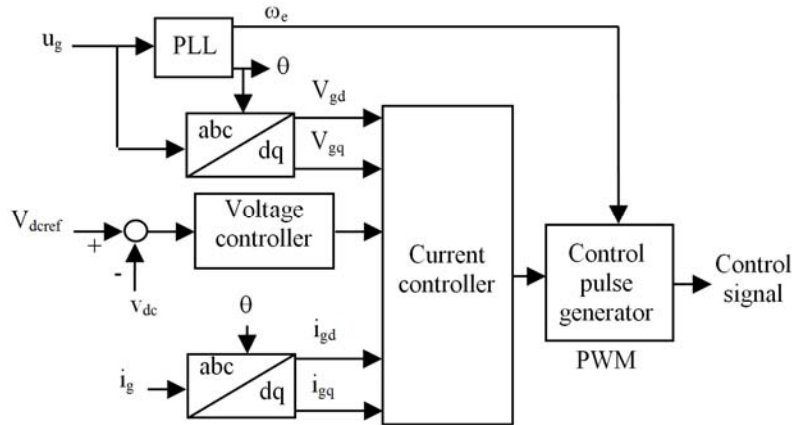 ωe
ug
PLL
θ
Vgd
abc
dq
Vgq
Vdcref
+
-
vdc
Voltage
controller
Current
controller
Control
pulse
generator
PWM
Control
signal
θ
igd
abc
dq
ig
igq